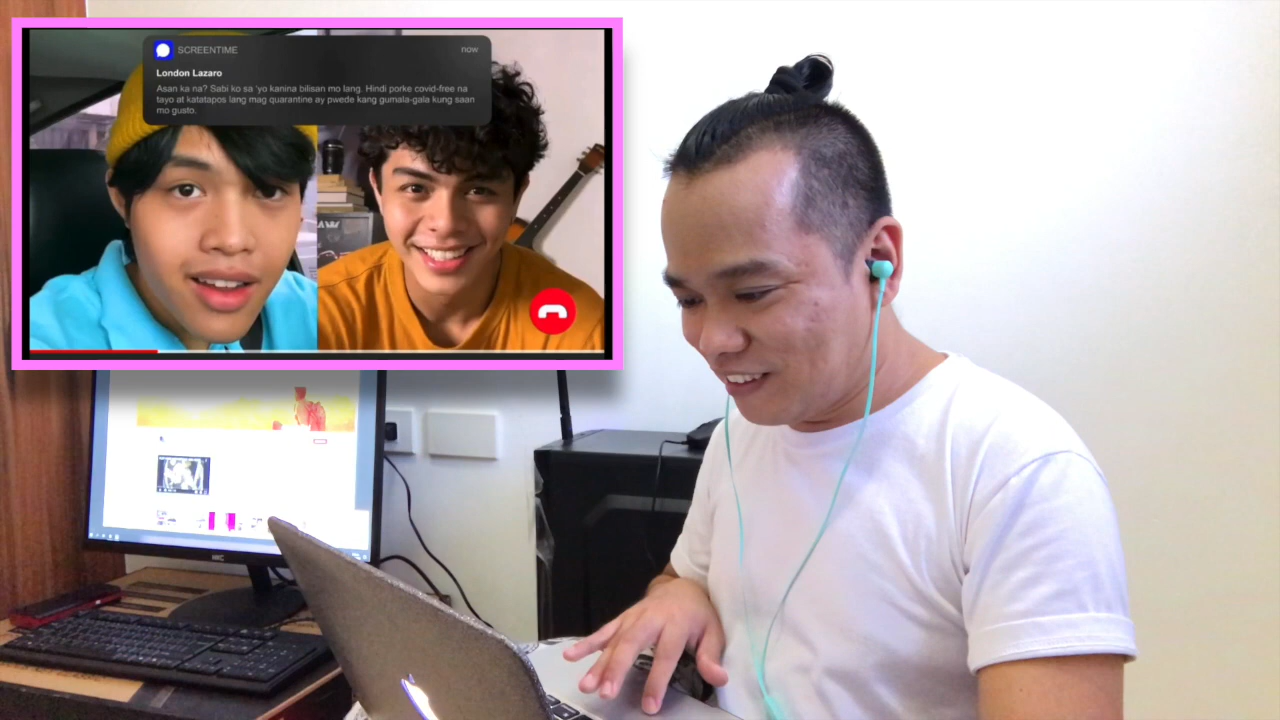 SCREENTIME now
London Lazaro
Asan ka na? Sabi ko sa 'yo kanina bilisan mo lang. Hindi porke covid-free na
tayo at katatapos lang mag quarantine ay pwede kang gumala-gala kung saan
mo gusto.